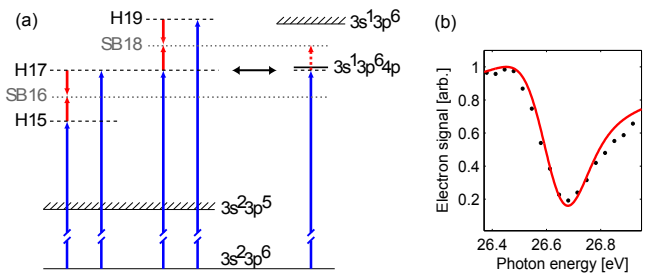 (a)
H19
3s¹3p⁶
SB18
H17
3s¹3p⁶4p
SB16
H15
3s²3p⁵
3s²3p⁶
(b)
1
0.8
0.6
0.4
0.2
Electron signal [arb.]
26.4 26.6 26.8
Photon energy [eV]